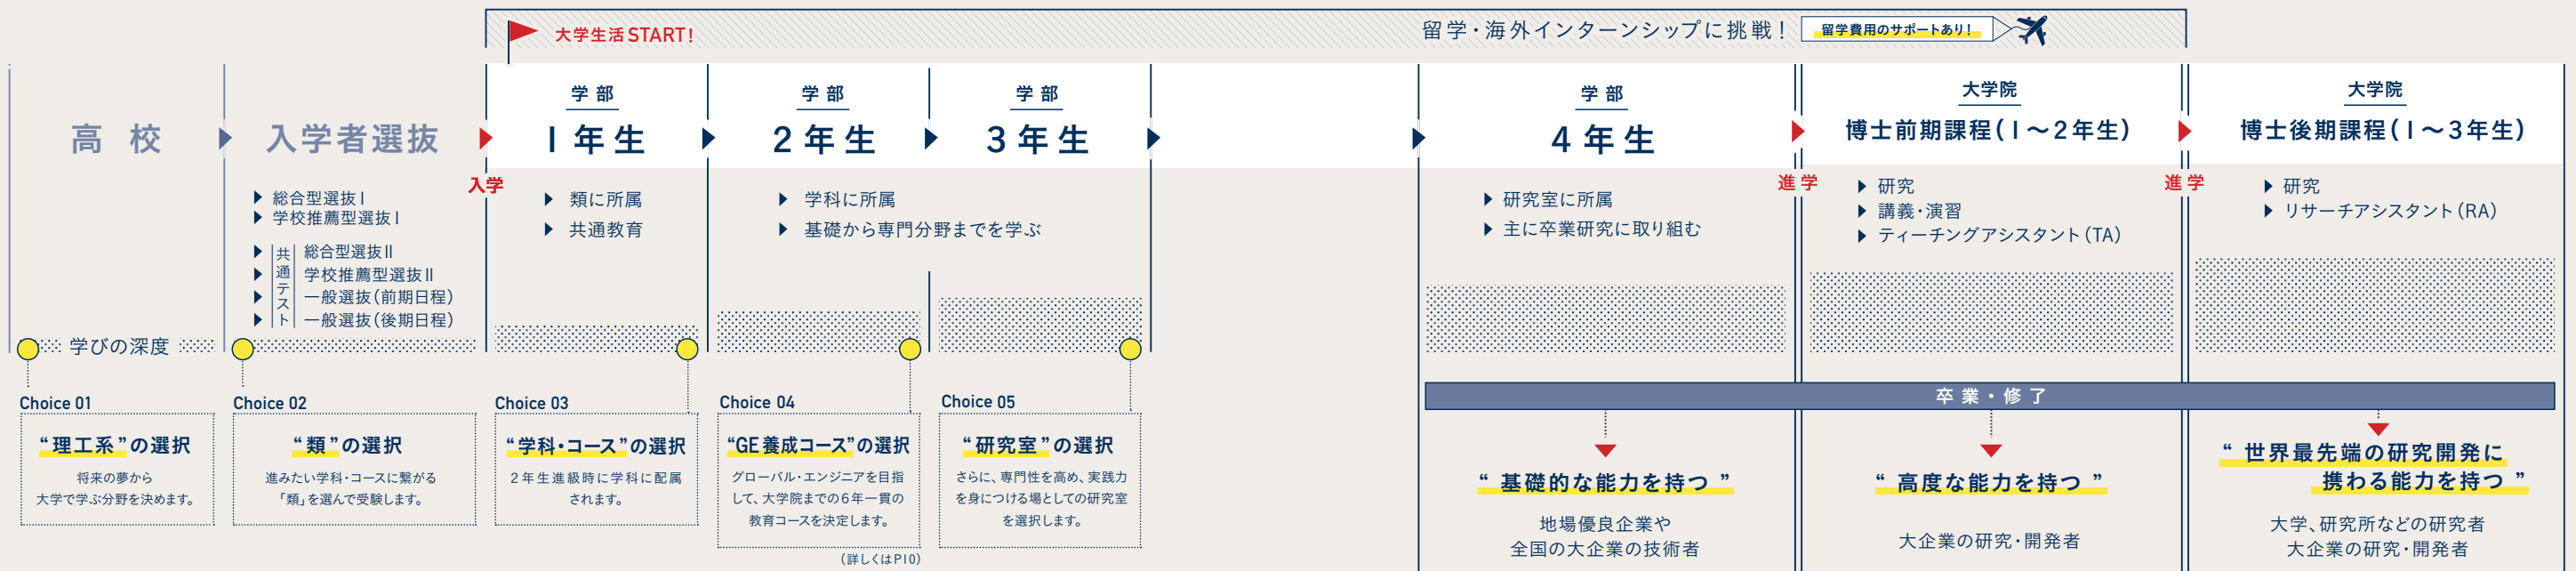 大学生活START!
留学・海外インターンシップに挑戦!
留学費用のサポートあり!
高校
入学者選抜
▶ 総合型選抜Ⅰ
▶ 学校推薦型選抜Ⅰ
共通テスト
▶ 総合型選抜Ⅱ
▶ 学校推薦型選抜Ⅱ
▶ 一般選抜(前期日程)
▶ 一般選抜(後期日程)
入学
学部
1年生
▶ 類に所属
▶ 共通教育
学部
2年生
学部
3年生
▶ 学科に所属
▶ 基礎から専門分野までを学ぶ
学部
4年生
▶ 研究室に所属
▶ 主に卒業研究に取り組む
進学
大学院
博士前期課程(1〜2年生)
▶ 研究
▶ 講義・演習
▶ ティーチングアシスタント(TA)
進学
大学院
博士後期課程(1〜3年生)
▶ 研究
▶ リサーチアシスタント(RA)
学びの深度
Choice 01
“理工系”の選択
将来の夢から
大学で学ぶ分野を決めます。
Choice 02
“類”の選択
進みたい学科・コースに繋がる
「類」を選んで受験します。
Choice 03
“学科・コース”の選択
2年生進級時に学科に配属
されます。
Choice 04
“GE養成コース”の選択
グローバル・エンジニアを目指
して、大学院までの6年一貫の
教育コースを決定します。
(詳しくはP10)
Choice 05
“研究室”の選択
さらに、専門性を高め、実践力
を身につける場としての研究室
を選択します。
卒業・修了
“基礎的な能力を持つ”
地場優良企業や
全国の大企業の技術者
“高度な能力を持つ”
大企業の研究・開発者
“世界最先端の研究開発に
携わる能力を持つ”
大学、研究所などの研究者
大企業の研究・開発者